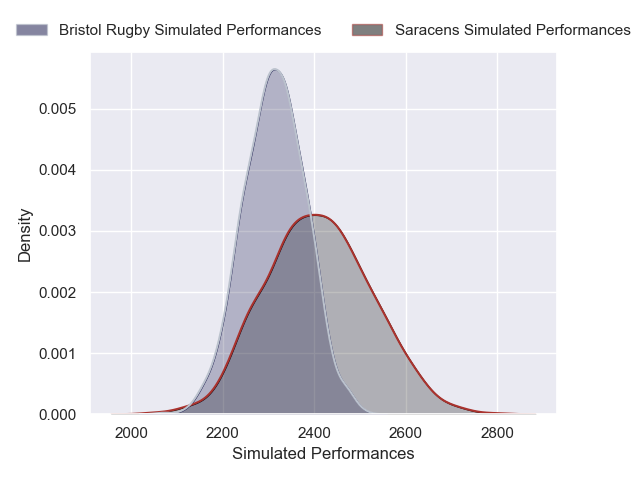 Bristol Rugby Simulated Performances Saracens Simulated Performances
0.005
0.004
0.003
0.002
0.001
0.000
Density
2000 2200 2400 2600 2800
Simulated Performances